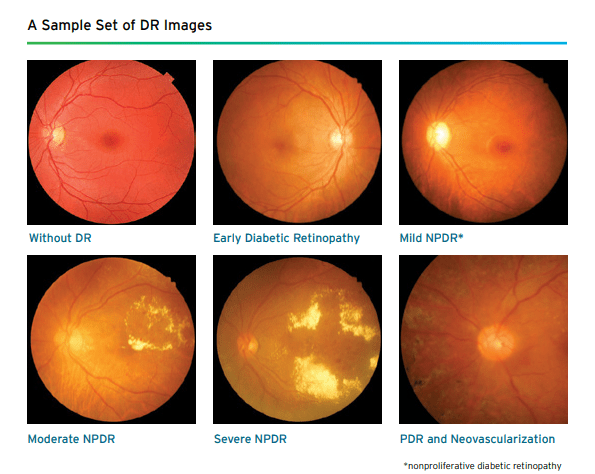 A Sample Set of DR Images
Without DR
Early Diabetic Retinopathy
Mild NPDR*
Moderate NPDR
Severe NPDR
PDR and Neovascularization
*nonproliferative diabetic retinopathy